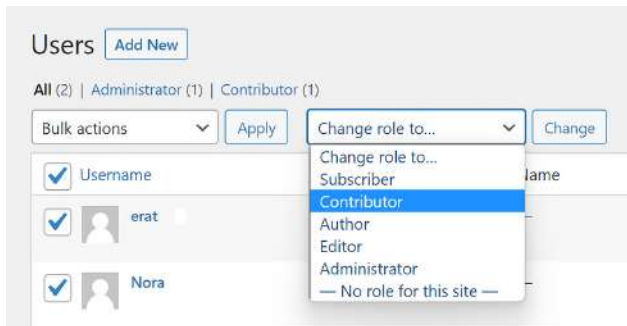 Users Add New
All (2) | Administrator (1) | Contributor (1)
Bulk actions Apply Change role to... Change
Change role to...
Username
Subscriber
Contributor
erat
Author
Editor
Administrator
Nora
— No role for this site —